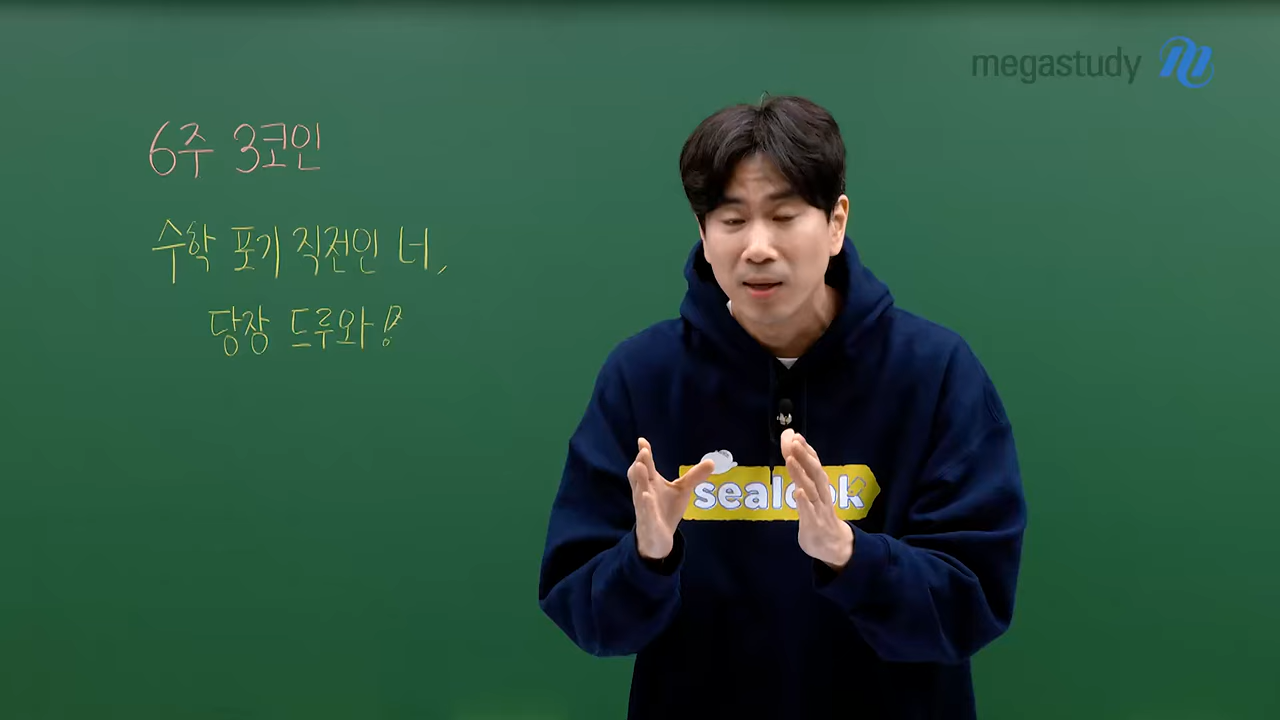 megastudy
6주 3코인
수학 포기 직전인 너,
당장 드루와!
sealook